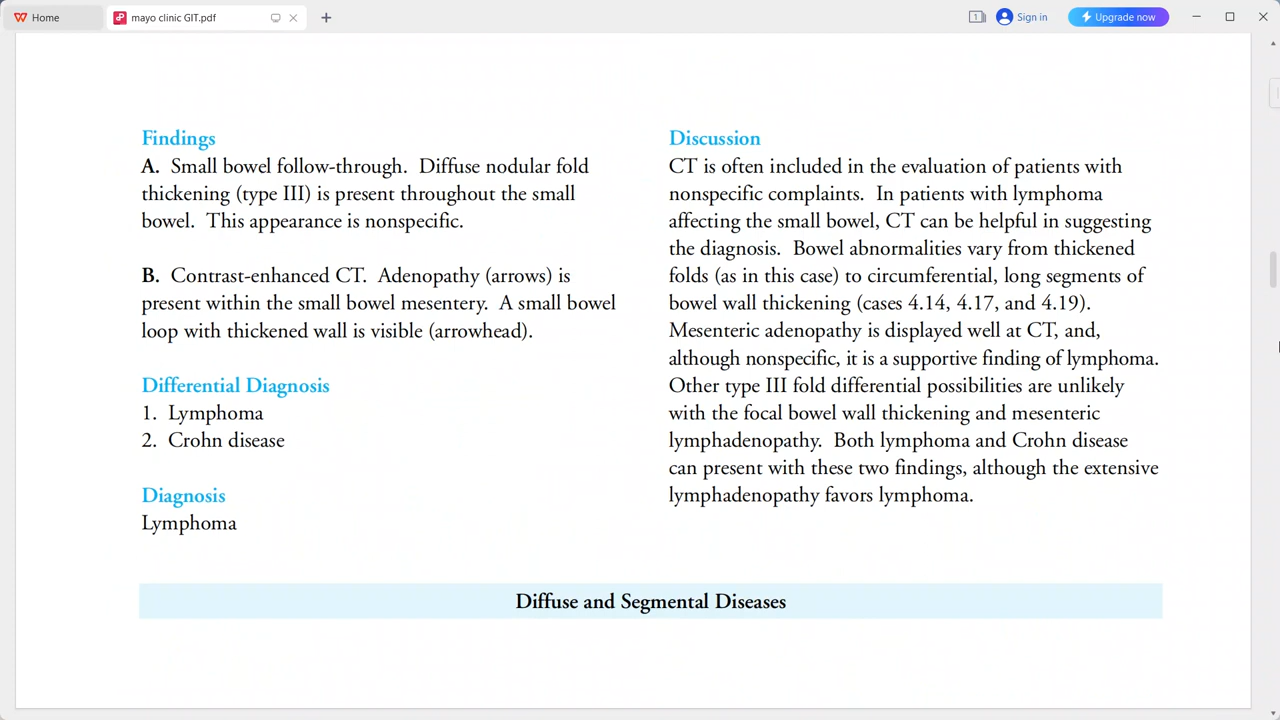 Home
mayo clinic GIT.pdf
1
Sign in
Upgrade now
Findings
A. Small bowel follow-through. Diffuse nodular fold
thickening (type III) is present throughout the small
bowel. This appearance is nonspecific.
B. Contrast-enhanced CT. Adenopathy (arrows) is
present within the small bowel mesentery. A small bowel
loop with thickened wall is visible (arrowhead).
Differential Diagnosis
1. Lymphoma
2. Crohn disease
Diagnosis
Lymphoma
Discussion
CT is often included in the evaluation of patients with
nonspecific complaints. In patients with lymphoma
affecting the small bowel, CT can be helpful in suggesting
the diagnosis. Bowel abnormalities vary from thickened
folds (as in this case) to circumferential, long segments of
bowel wall thickening (cases 4.14, 4.17, and 4.19).
Mesenteric adenopathy is displayed well at CT, and,
although nonspecific, it is a supportive finding of lymphoma.
Other type III fold differential possibilities are unlikely
with the focal bowel wall thickening and mesenteric
lymphadenopathy. Both lymphoma and Crohn disease
can present with these two findings, although the extensive
lymphadenopathy favors lymphoma.
Diffuse and Segmental Diseases